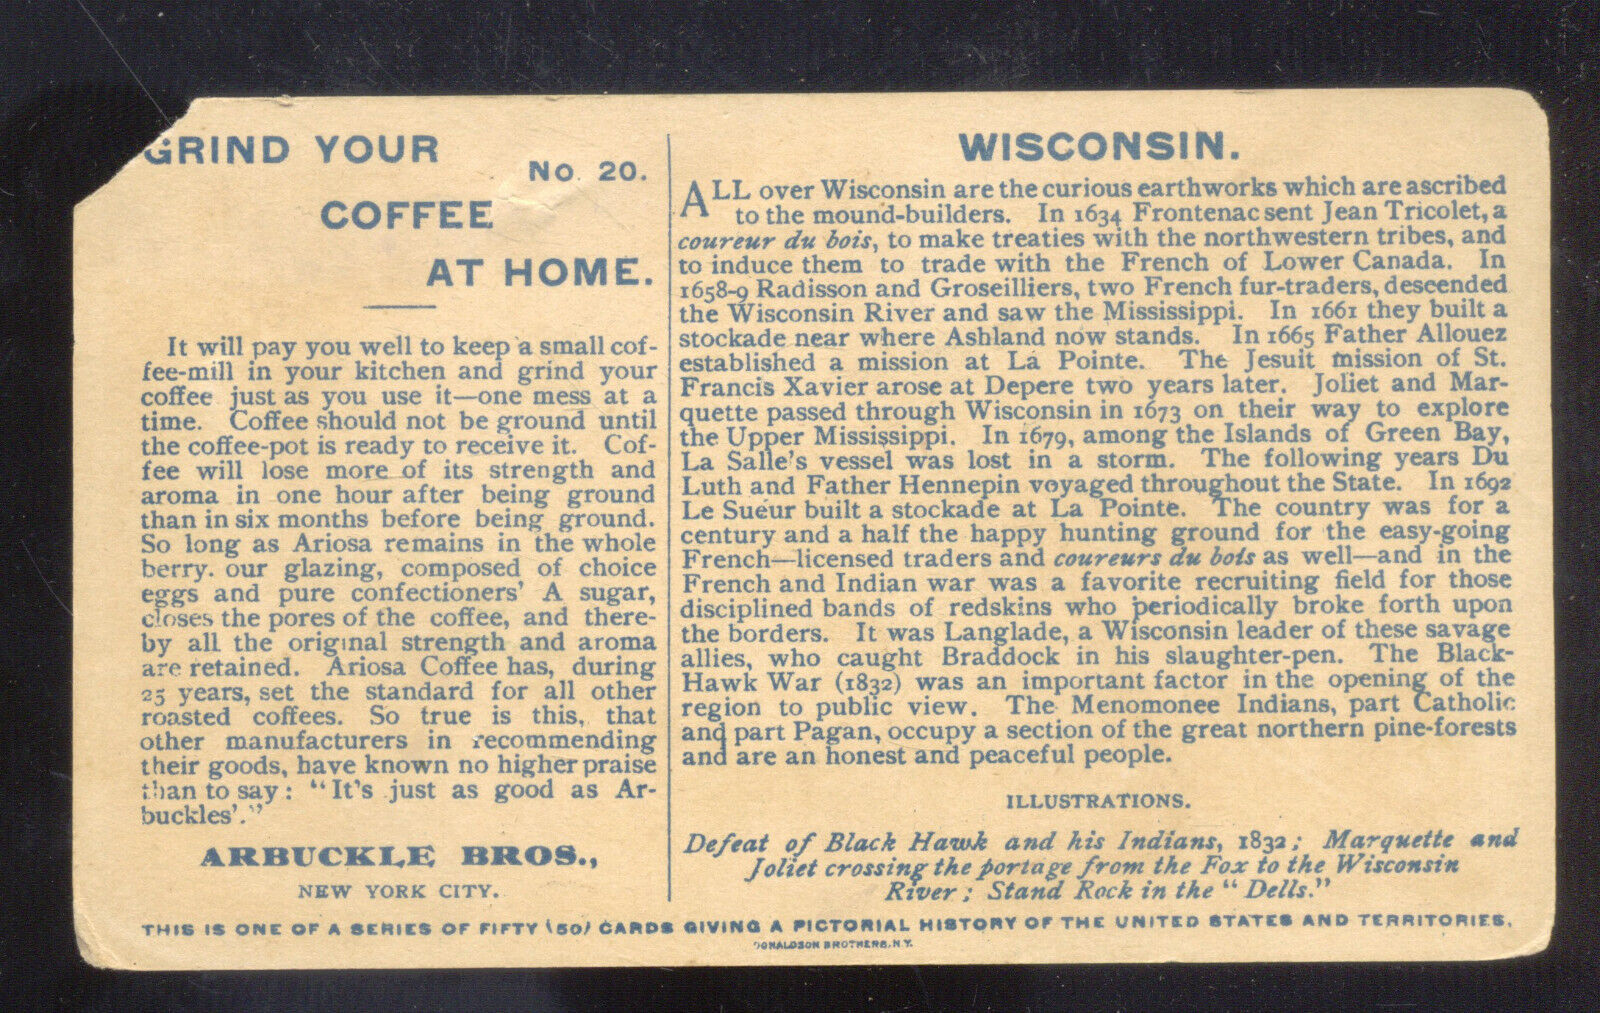 GRIND YOUR
No. 20.
COFFEE
AT HOME.
It will pay you well to keep a small cof-
fee-mill in your kitchen and grind your
coffee just as you use it—one mess at a
time. Coffee should not be ground until
the coffee-pot is ready to receive it. Cof-
fee will lose more of its strength and
aroma in one hour after being ground
than in six months before being ground.
So long as Ariosa remains in the whole
berry. our glazing, composed of choice
eggs and pure confectioners' A sugar,
closes the pores of the coffee, and there-
by all the original strength and aroma
are retained. Ariosa Coffee has, during
25 years, set the standard for all other
roasted coffees. So true is this, that
other manufacturers in recommending
their goods, have known no higher praise
than to say: "It's just as good as Ar-
buckles'."
ARBUCKLE BROS.,
NEW YORK CITY.
WISCONSIN.
ALL over Wisconsin are the curious earthworks which are ascribed
to the mound-builders. In 1634 Frontenac sent Jean Tricolet, a
coureur du bois, to make treaties with the northwestern tribes, and
to induce them to trade with the French of Lower Canada. In
1658-9 Radisson and Groseilliers, two French fur-traders, descended
the Wisconsin River and saw the Mississippi. In 1661 they built a
stockade near where Ashland now stands. In 1665 Father Allouez
established a mission at La Pointe. The Jesuit mission of St.
Francis Xavier arose at Depere two years later. Joliet and Mar-
quette passed through Wisconsin in 1673 on their way to explore
the Upper Mississippi. In 1679, among the Islands of Green Bay,
La Salle's vessel was lost in a storm. The following years Du
Luth and Father Hennepin voyaged throughout the State. In 1692
Le Sueur built a stockade at La Pointe. The country was for a
century and a half the happy hunting ground for the easy-going
French—licensed traders and coureurs du bois as well—and in the
French and Indian war was a favorite recruiting field for those
disciplined bands of redskins who periodically broke forth upon
the borders. It was Langlade, a Wisconsin leader of these savage
allies, who caught Braddock in his slaughter-pen. The Black-
Hawk War (1832) was an important factor in the opening of the
region to public view. The Menomonee Indians, part Catholic
and part Pagan, occupy a section of the great northern pine-forests
and are an honest and peaceful people.
ILLUSTRATIONS.
Defeat of Black Hawk and his Indians, 1832; Marquette and
Joliet crossing the portage from the Fox to the Wisconsin
River; Stand Rock in the "Dells."
THIS IS ONE OF A SERIES OF FIFTY (50) CARDS GIVING A PICTORIAL HISTORY OF THE UNITED STATES AND TERRITORIES.
DONALDSON BROTHERS, N.Y.